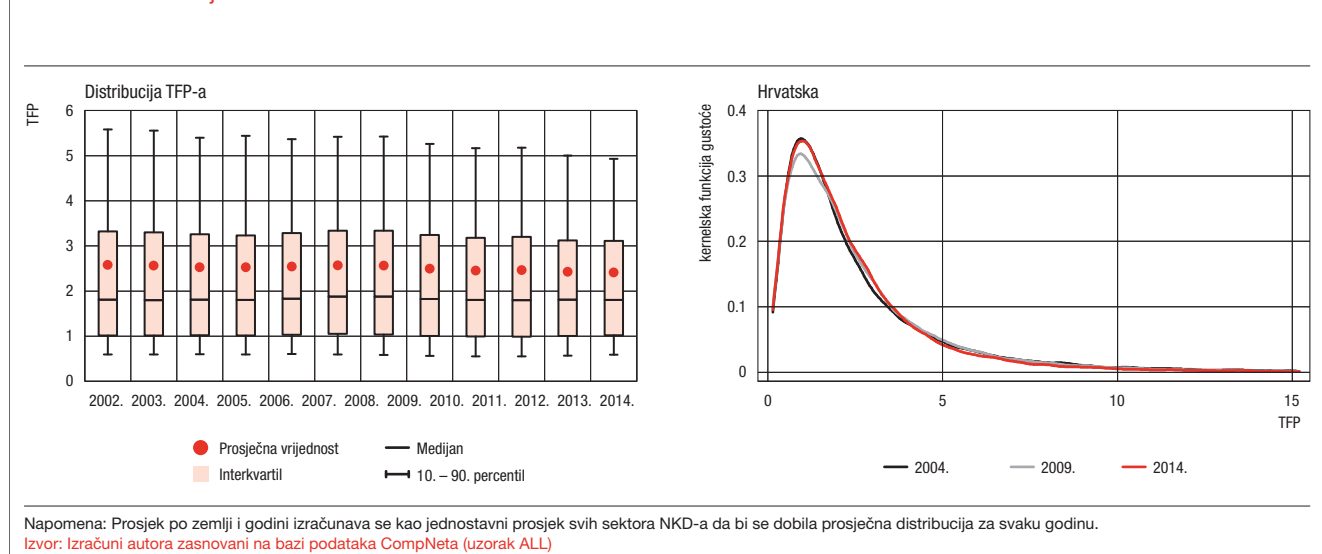 Distribucija TFP-a
TFP
6
5
4
3
2
1
0
2002. 2003. 2004. 2005. 2006. 2007. 2008. 2009. 2010. 2011. 2012. 2013. 2014.
Prosječna vrijednost
Medijan
Interkvartil
10. – 90. percentil
Hrvatska
kernelska funkcija gustoće
0.4
0.3
0.2
0.1
0
0 5 10 15
TFP
2004. 2009. 2014.
Napomena: Prosjek po zemlji i godini izračunava se kao jednostavni prosjek svih sektora NKD-a da bi se dobila prosječna distribucija za svaku godinu.
Izvor: Izračuni autora zasnovani na bazi podataka CompNeta (uzorak ALL)